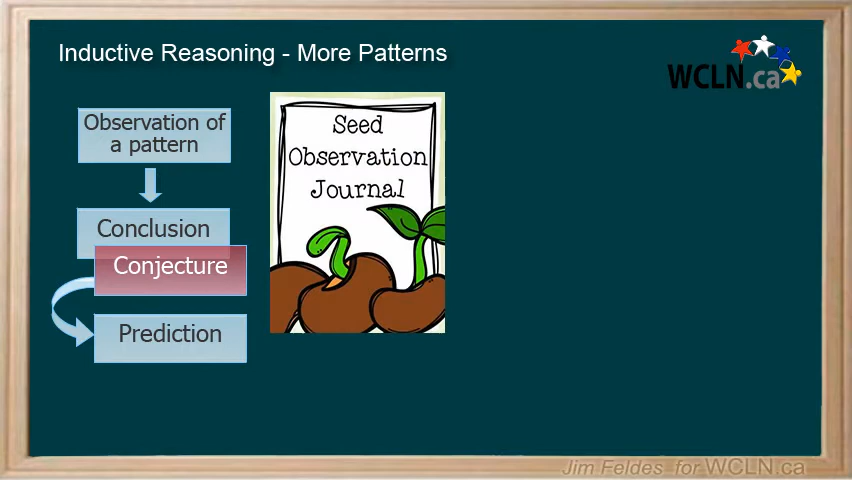 Inductive Reasoning - More Patterns
WCLN.ca
Observation of
a pattern
Conclusion
Conjecture
Prediction
Seed
Observation
Journal
Jim Feldes for WCLN.ca